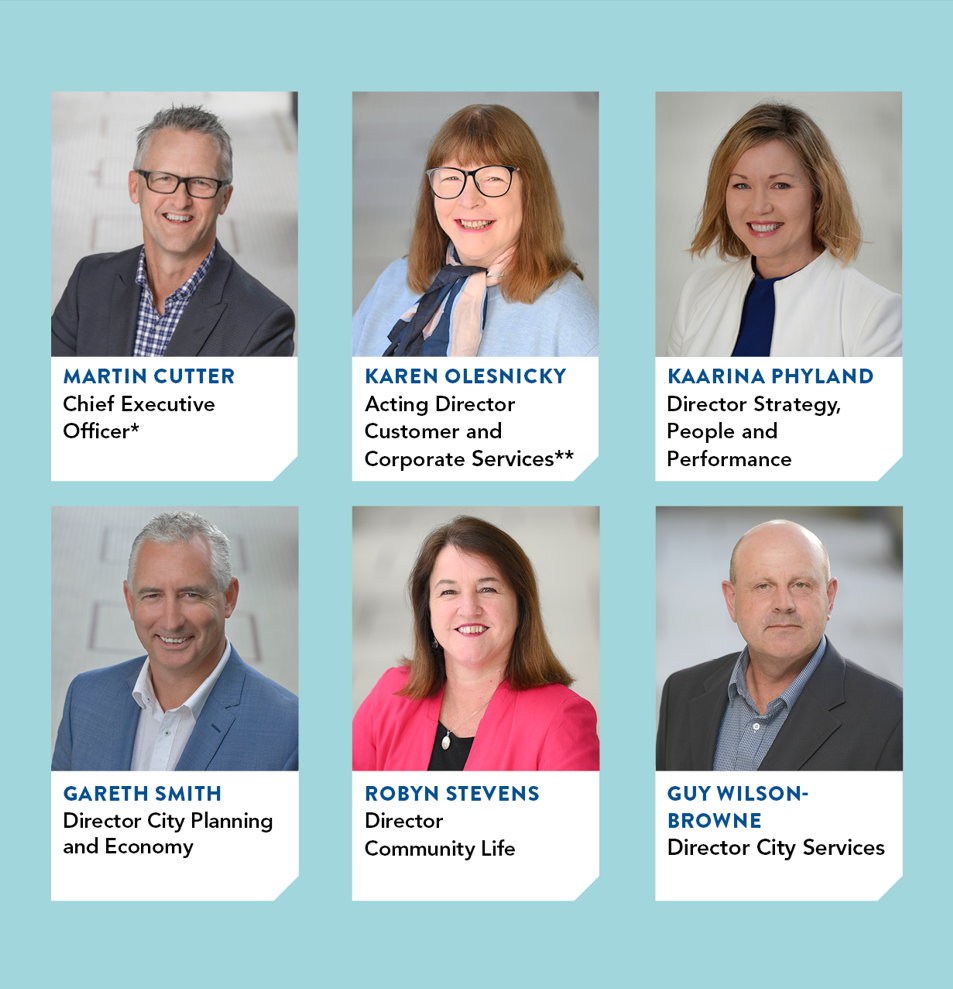 MARTIN CUTTER
Chief Executive
Officer*
KAREN OLESNICKY
Acting Director
Customer and
Corporate Services**
KAARINA PHYLAND
Director Strategy,
People and
Performance
GARETH SMITH
Director City Planning
and Economy
ROBYN STEVENS
Director
Community Life
GUY WILSON-
BROWNE
Director City Services